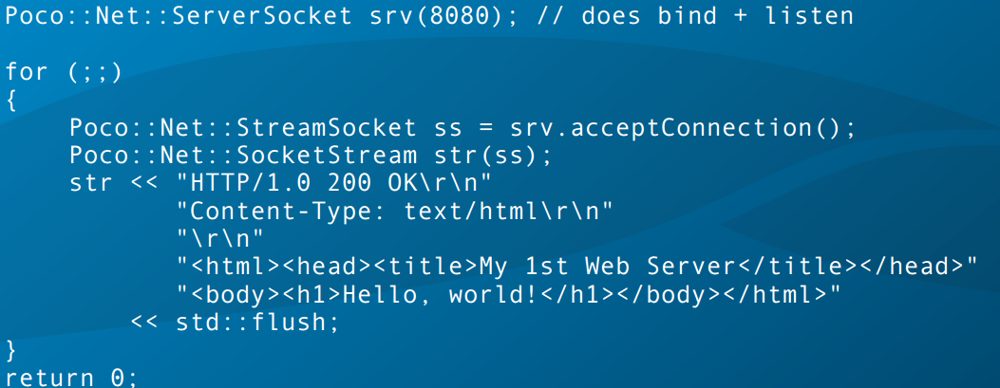 Poco::Net::ServerSocket srv(8080); // does bind + listen
for (;;)
{
Poco::Net::StreamSocket ss = srv.acceptConnection();
Poco::Net::SocketStream str(ss);
str << "HTTP/1.0 200 OK\r\n"
"Content-Type: text/html\r\n"
"\r\n"
"<html><head><title>My 1st Web Server</title></head>"
"<body><h1>Hello, world!</h1></body></html>"
<< std::flush;
}
return 0;